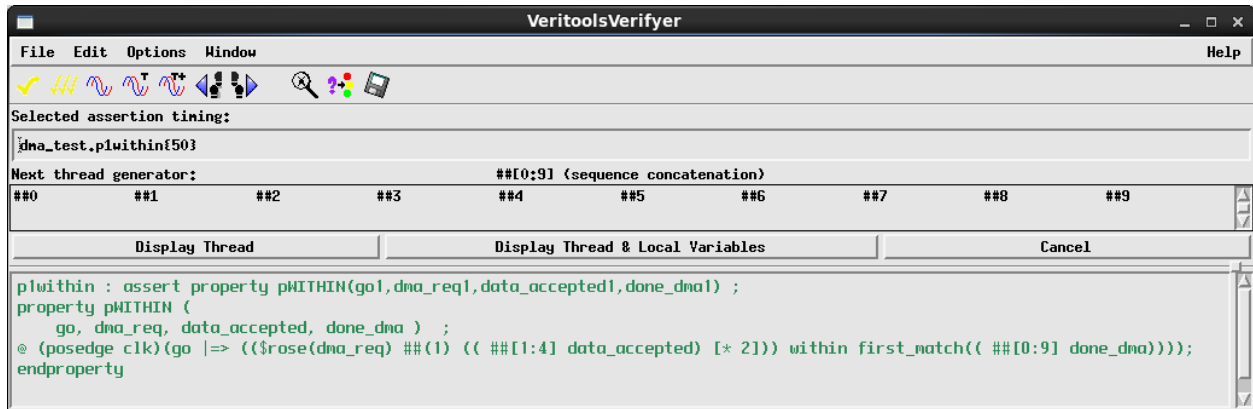 VeritoolsVerifyer
File Edit Options Window Help
Selected assertion timing:
dma_test.p1within{50}
Next thread generator: ##[0:9] (sequence concatenation)
##0 ##1 ##2 ##3 ##4 ##5 ##6 ##7 ##8 ##9
Display Thread Display Thread & Local Variables Cancel
p1within : assert property pWITHIN(go1,dma_req1,data_accepted1,done_dma1) ;
property pWITHIN (
go, dma_req, data_accepted, done_dma ) ;
@ (posedge clk)(go |=> (($rose(dma_req) ##(1) (( ##[1:4] data_accepted) [* 2])) within first_match(( ##[0:9] done_dma))));
endproperty